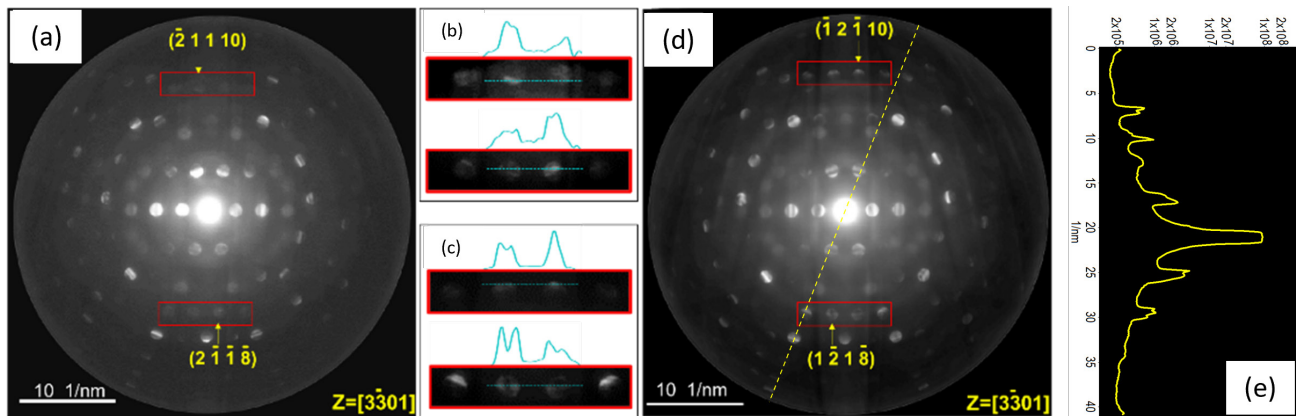 (a)
(2̄ 1 1 10)
(2 1̄ 1̄ 8̄)
10 1/nm
Z=[33̄01]
(b)
(c)
(d)
(1̄ 2 1̄ 10)
(1 2̄ 1 8̄)
10 1/nm
Z=[33̄01]
2x10⁵
1x10⁶
2x10⁶
1x10⁷
2x10⁷
1x10⁸
2x10⁸
0
5
10
15
20
1/nm
25
30
35
40
(e)